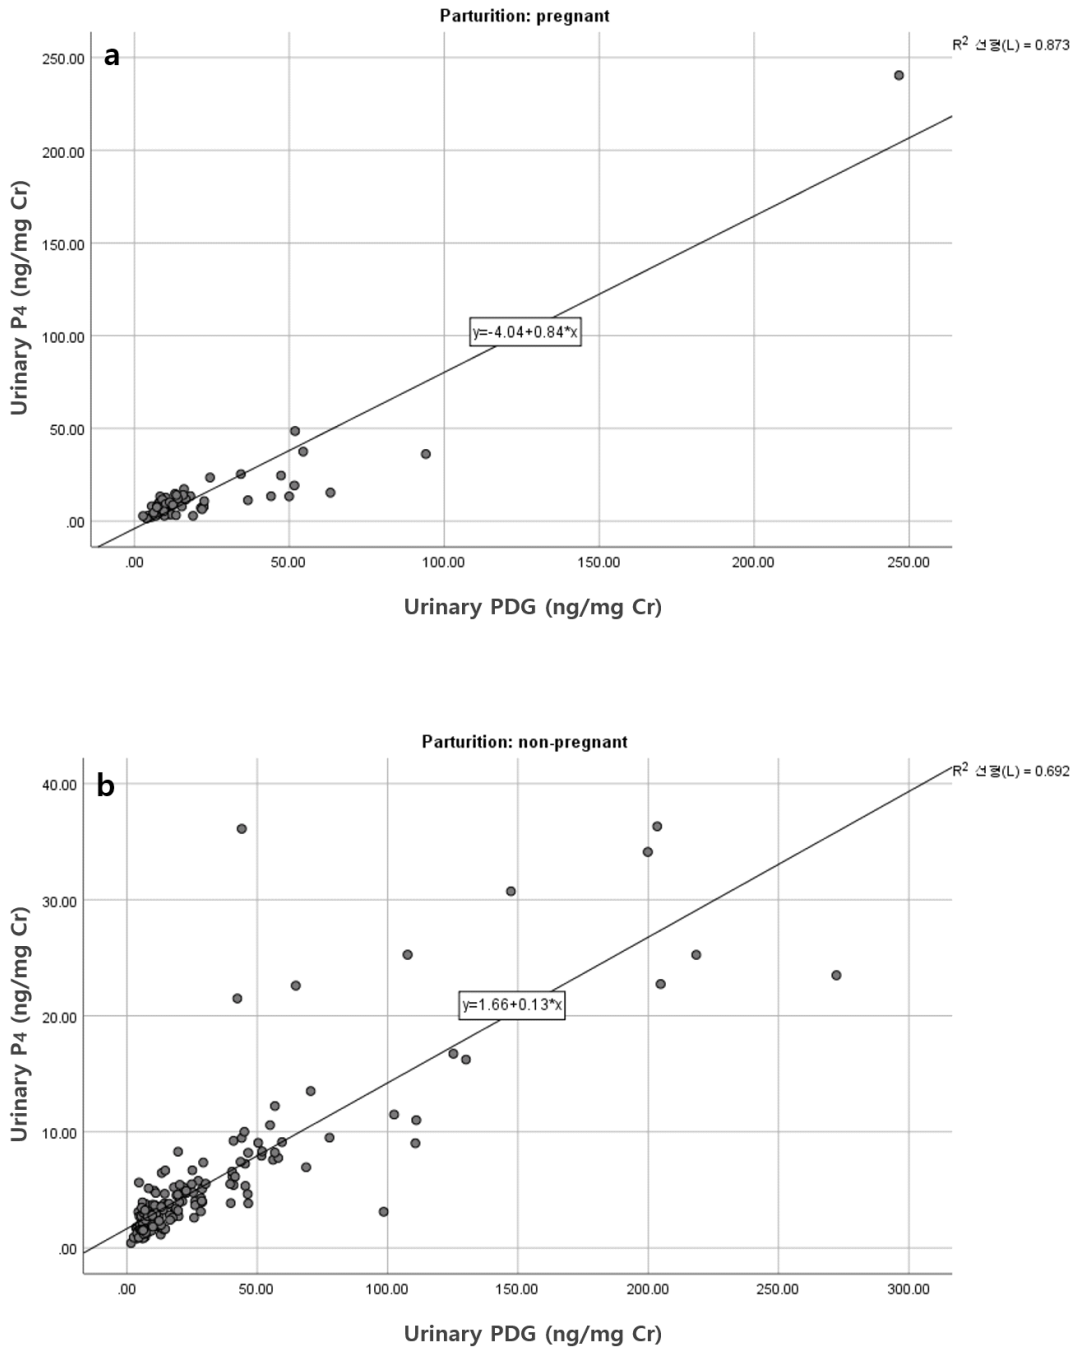 Parturition: pregnant
a
R² 선형(L) = 0.873
250.00
200.00
150.00
100.00
50.00
.00
Urinary P4 (ng/mg Cr)
y=-4.04+0.84*x
.00 50.00 100.00 150.00 200.00 250.00
Urinary PDG (ng/mg Cr)
Parturition: non-pregnant
b
R² 선형(L) = 0.692
40.00
30.00
20.00
10.00
.00
Urinary P4 (ng/mg Cr)
y=1.66+0.13*x
.00 50.00 100.00 150.00 200.00 250.00 300.00
Urinary PDG (ng/mg Cr)